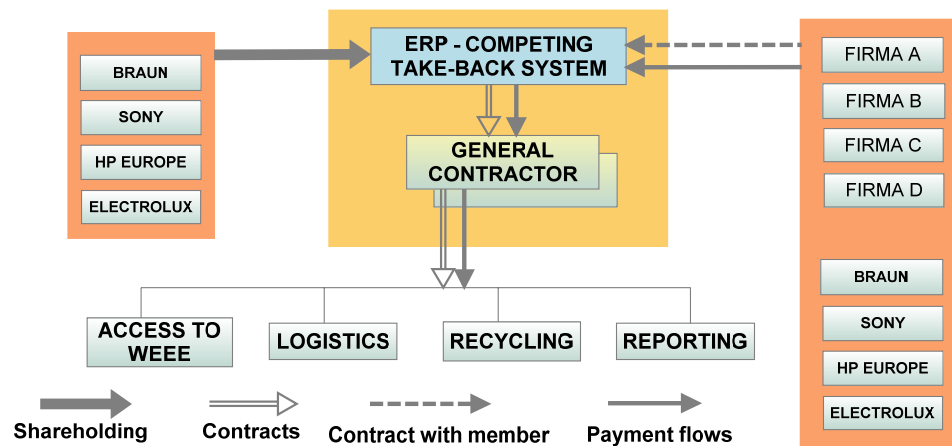 ERP - COMPETING
TAKE-BACK SYSTEM
BRAUN
SONY
HP EUROPE
ELECTROLUX
GENERAL
CONTRACTOR
FIRMA A
FIRMA B
FIRMA C
FIRMA D
BRAUN
SONY
HP EUROPE
ELECTROLUX
ACCESS TO
WEEE
LOGISTICS
RECYCLING
REPORTING
Shareholding
Contracts
Contract with member
Payment flows